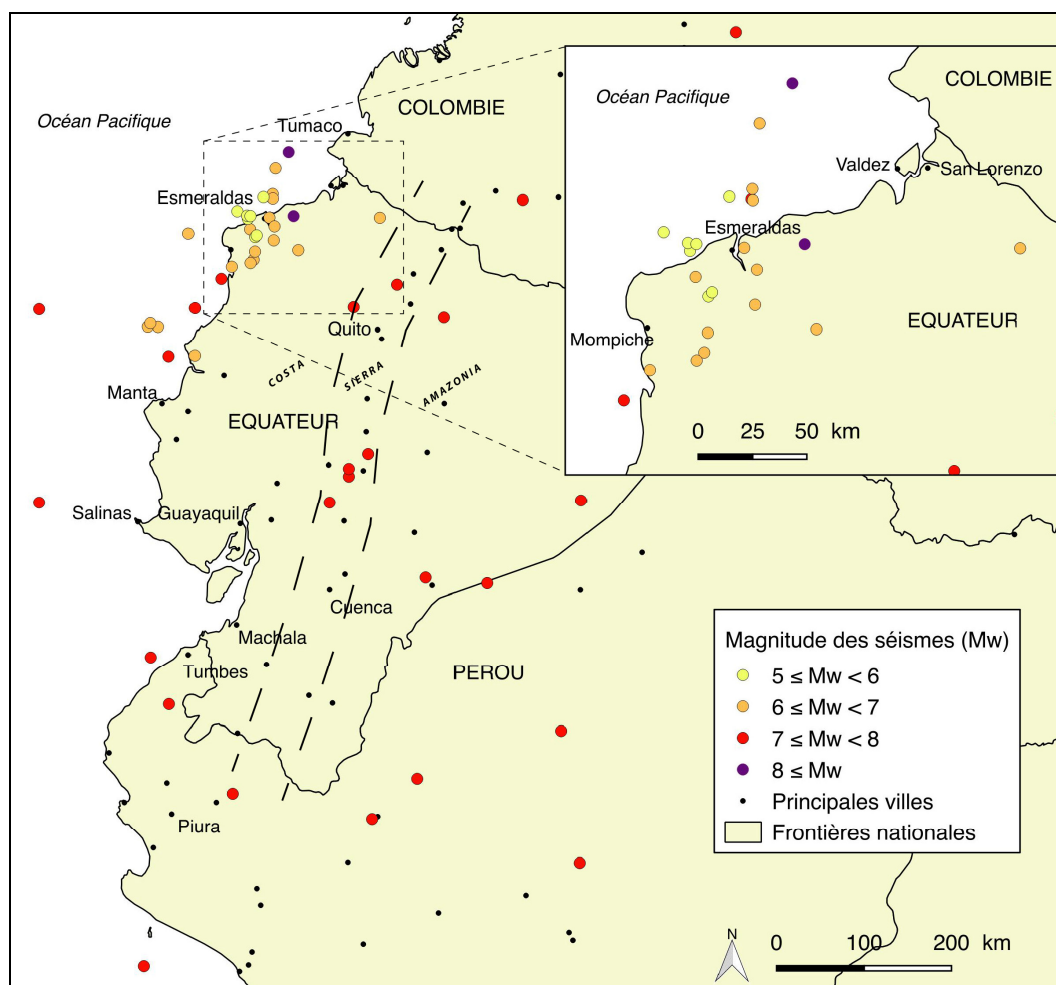 Océan Pacifique
COLOMBIE
Tumaco
Esmeraldas
Quito
COSTA
SIERRA
AMAZONIA
Manta
EQUATEUR
Salinas
Guayaquil
Cuenca
Machala
Tumbes
PEROU
Piura
Océan Pacifique
COLOMBIE
Valdez
San Lorenzo
Esmeraldas
EQUATEUR
Mompiche
0 25 50 km
Magnitude des séismes (Mw)
5 ≤ Mw < 6
6 ≤ Mw < 7
7 ≤ Mw < 8
8 ≤ Mw
Principales villes
Frontières nationales
N
0 100 200 km